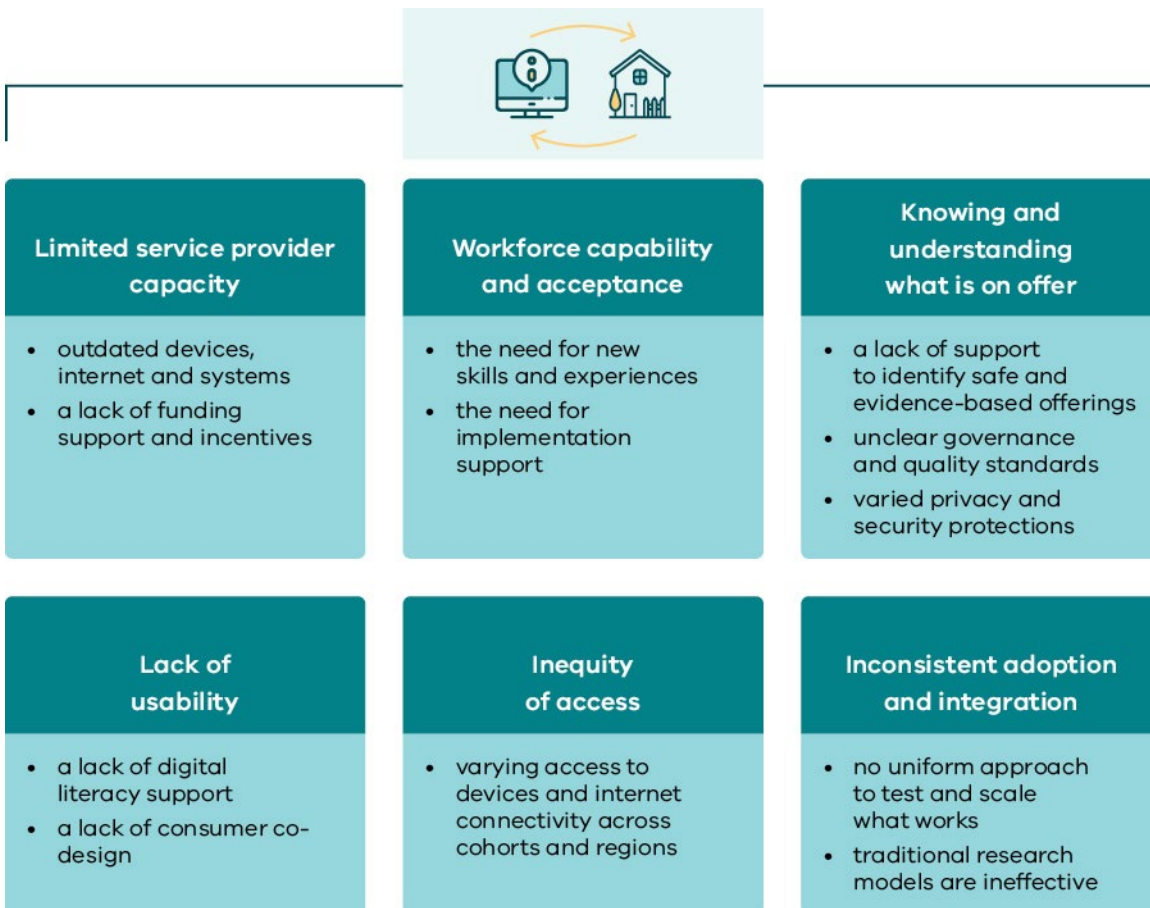 Limited service provider
capacity
• outdated devices,
internet and systems
• a lack of funding
support and incentives
Workforce capability
and acceptance
• the need for new
skills and experiences
• the need for
implementation
support
Knowing and
understanding
what is on offer
• a lack of support
to identify safe and
evidence-based offerings
• unclear governance
and quality standards
• varied privacy and
security protections
Lack of
usability
• a lack of digital
literacy support
• a lack of consumer co-
design
Inequity
of access
• varying access to
devices and internet
connectivity across
cohorts and regions
Inconsistent adoption
and integration
• no uniform approach
to test and scale
what works
• traditional research
models are ineffective